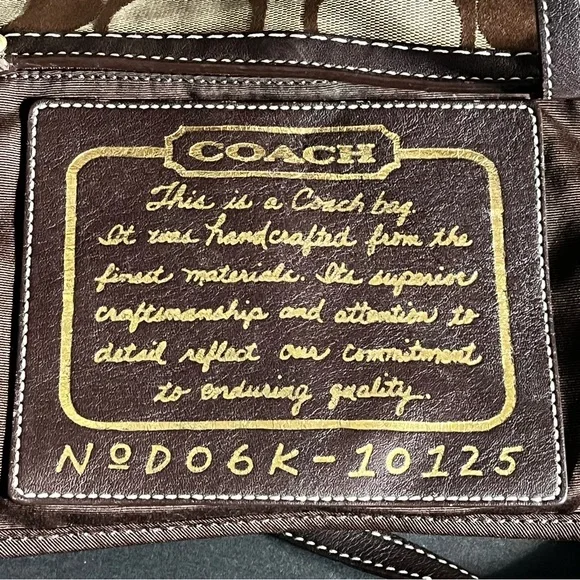 COACH
This is a Coach bag.
It was handcrafted from the
finest materials. Its superior
craftsmanship and attention to
detail reflect our commitment
to enduring quality.
NºD06K-10125